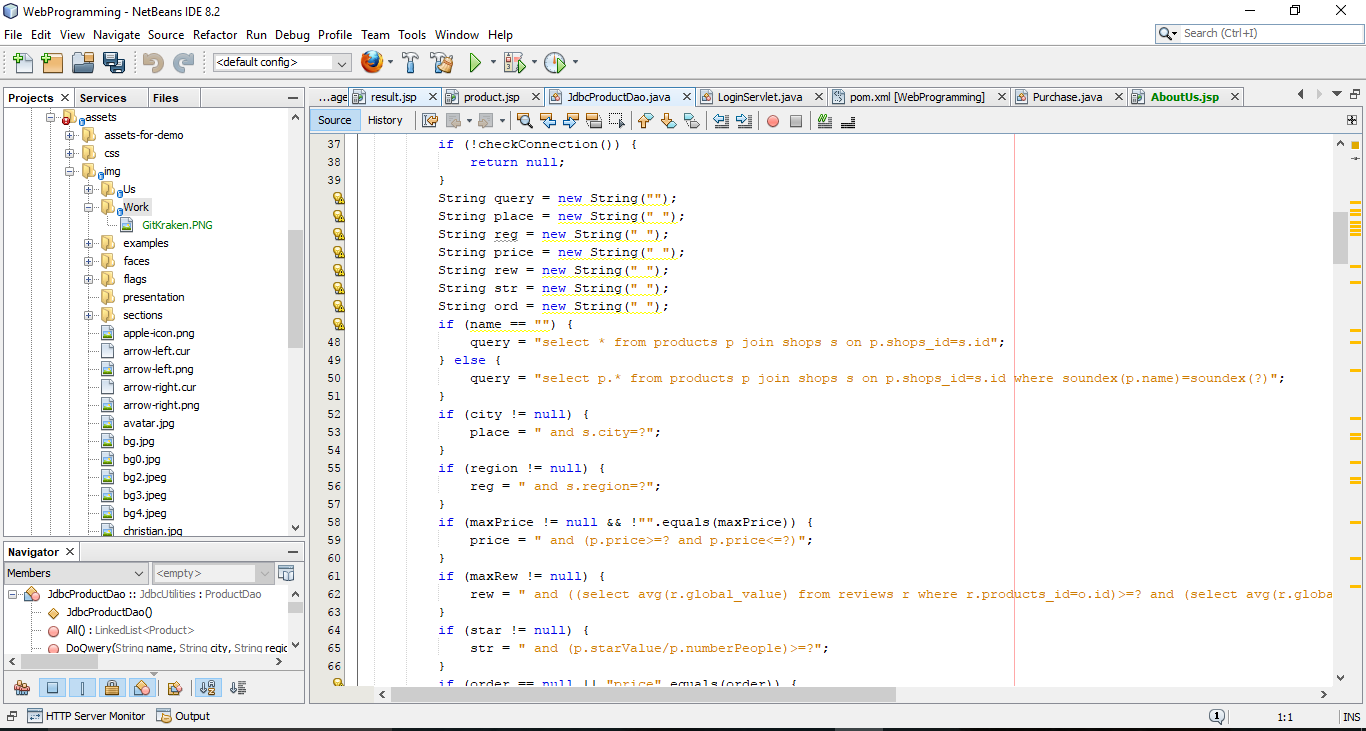 WebProgramming - NetBeans IDE 8.2
File Edit View Navigate Source Refactor Run Debug Profile Team Tools Window Help
Search (Ctrl+I)
<default config>
Projects Services Files
assets
assets-for-demo
css
img
Us
Work
GitKraken.PNG
examples
faces
flags
presentation
sections
apple-icon.png
arrow-left.cur
arrow-left.png
arrow-right.cur
arrow-right.png
avatar.jpg
bg.jpg
bg0.jpg
bg2.jpeg
bg3.jpeg
bg4.jpeg
christian.jpg
Navigator
Members <empty>
JdbcProductDao :: JdbcUtilities : ProductDao
JdbcProductDao()
All() : LinkedList<Product>
DoQwery(String name, String city, String regic
...age result.jsp product.jsp JdbcProductDao.java LoginServlet.java pom.xml [WebProgramming] Purchase.java AboutUs.jsp
Source History
37 if (!checkConnection()) {
38 return null;
39 }
String query = new String("");
String place = new String(" ");
String reg = new String(" ");
String price = new String(" ");
String rew = new String(" ");
String str = new String(" ");
String ord = new String(" ");
if (name == "") {
48 query = "select * from products p join shops s on p.shops_id=s.id";
49 } else {
50 query = "select p.* from products p join shops s on p.shops_id=s.id where soundex(p.name)=soundex(?)";
51 }
52 if (city != null) {
53 place = " and s.city=?";
54 }
55 if (region != null) {
56 reg = " and s.region=?";
57 }
58 if (maxPrice != null && !"".equals(maxPrice)) {
59 price = " and (p.price>=? and p.price<=?)";
60 }
61 if (maxRew != null) {
62 rew = " and ((select avg(r.global_value) from reviews r where r.products_id=o.id)>=? and (select avg(r.globa
63 }
64 if (star != null) {
65 str = " and (p.starValue/p.numberPeople)>=?";
66 }
if (order == null || "price".equals(order)) {
HTTP Server Monitor Output
1 1:1 INS